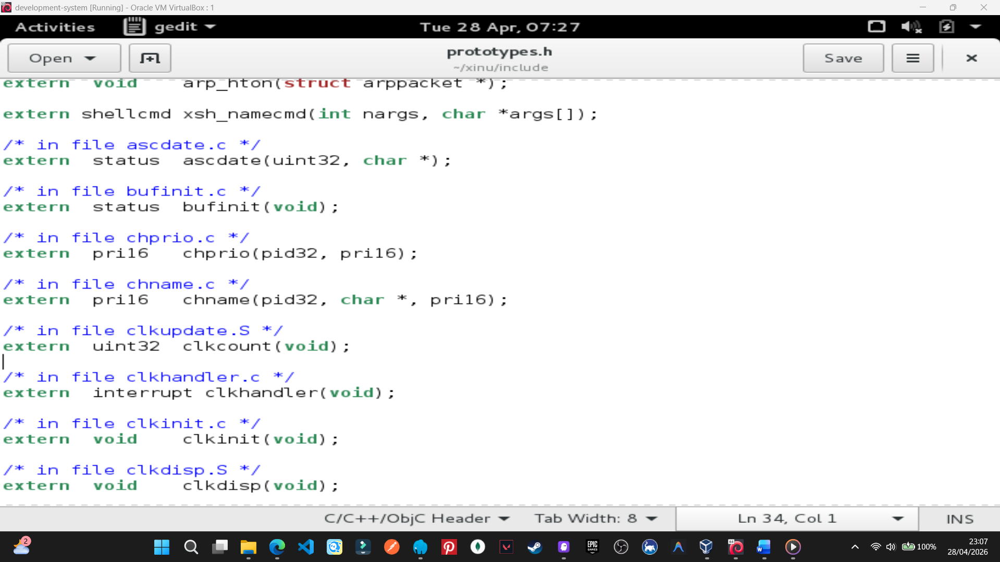 development-system [Running] - Oracle VM VirtualBox : 1
Activities gedit Tue 28 Apr, 07:27
Open prototypes.h Save
~/xinu/include
extern void arp_hton(struct arppacket *);
extern shellcmd xsh_namecmd(int nargs, char *args[]);
/* in file ascdate.c */
extern status ascdate(uint32, char *);
/* in file bufinit.c */
extern status bufinit(void);
/* in file chprio.c */
extern pri16 chprio(pid32, pri16);
/* in file chname.c */
extern pri16 chname(pid32, char *, pri16);
/* in file clkupdate.S */
extern uint32 clkcount(void);
/* in file clkhandler.c */
extern interrupt clkhandler(void);
/* in file clkinit.c */
extern void clkinit(void);
/* in file clkdisp.S */
extern void clkdisp(void);
C/C++/ObjC Header Tab Width: 8 Ln 34, Col 1 INS
2 EPIC GAMES 64 W 100% 23:07
28/04/2026